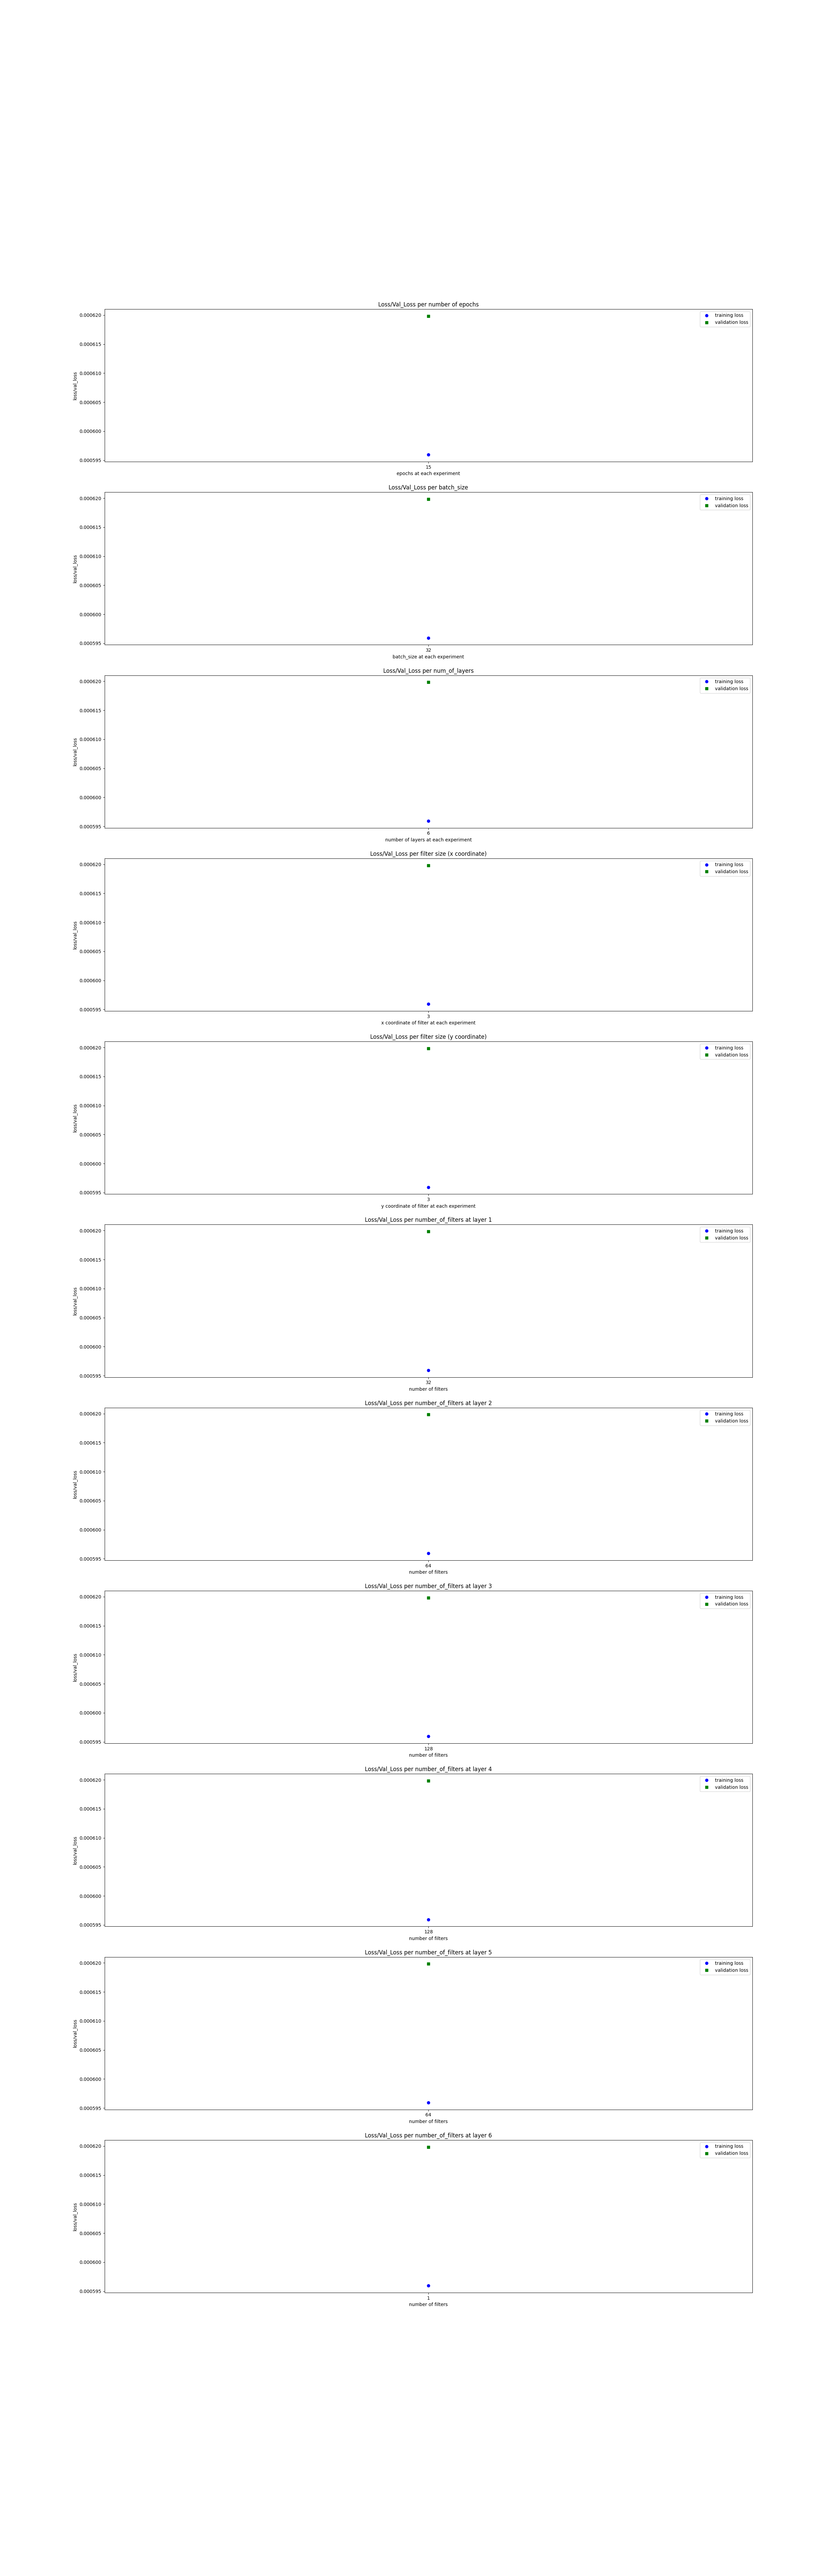 Loss/Val_Loss per number of epochs
training loss
validation loss
0.000620
0.000615
0.000610
0.000605
0.000600
0.000595
loss/val_loss
15
epochs at each experiment
Loss/Val_Loss per batch_size
training loss
validation loss
0.000620
0.000615
0.000610
0.000605
0.000600
0.000595
loss/val_loss
32
batch_size at each experiment
Loss/Val_Loss per num_of_layers
training loss
validation loss
0.000620
0.000615
0.000610
0.000605
0.000600
0.000595
loss/val_loss
6
number of layers at each experiment
Loss/Val_Loss per filter size (x coordinate)
training loss
validation loss
0.000620
0.000615
0.000610
0.000605
0.000600
0.000595
loss/val_loss
3
x coordinate of filter at each experiment
Loss/Val_Loss per filter size (y coordinate)
training loss
validation loss
0.000620
0.000615
0.000610
0.000605
0.000600
0.000595
loss/val_loss
3
y coordinate of filter at each experiment
Loss/Val_Loss per number_of_filters at layer 1
training loss
validation loss
0.000620
0.000615
0.000610
0.000605
0.000600
0.000595
loss/val_loss
32
number of filters
Loss/Val_Loss per number_of_filters at layer 2
training loss
validation loss
0.000620
0.000615
0.000610
0.000605
0.000600
0.000595
loss/val_loss
64
number of filters
Loss/Val_Loss per number_of_filters at layer 3
training loss
validation loss
0.000620
0.000615
0.000610
0.000605
0.000600
0.000595
loss/val_loss
128
number of filters
Loss/Val_Loss per number_of_filters at layer 4
training loss
validation loss
0.000620
0.000615
0.000610
0.000605
0.000600
0.000595
loss/val_loss
128
number of filters
Loss/Val_Loss per number_of_filters at layer 5
training loss
validation loss
0.000620
0.000615
0.000610
0.000605
0.000600
0.000595
loss/val_loss
64
number of filters
Loss/Val_Loss per number_of_filters at layer 6
training loss
validation loss
0.000620
0.000615
0.000610
0.000605
0.000600
0.000595
loss/val_loss
1
number of filters